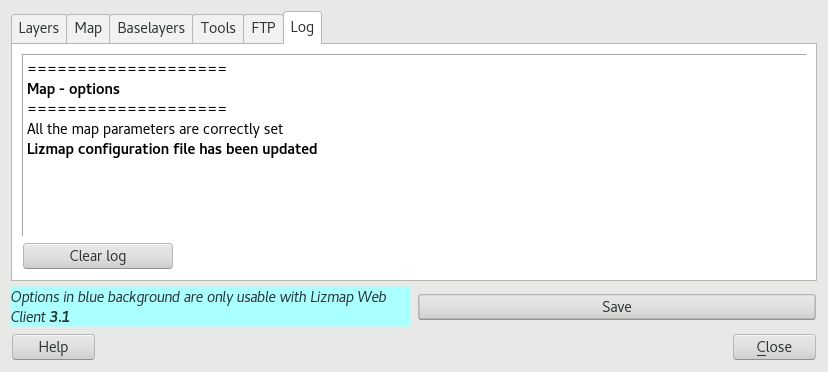 Layers Map Baselayers Tools FTP Log
====================
Map - options
====================
All the map parameters are correctly set
Lizmap configuration file has been updated
Clear log
Options in blue background are only usable with Lizmap Web
Client 3.1
Save
Help Close